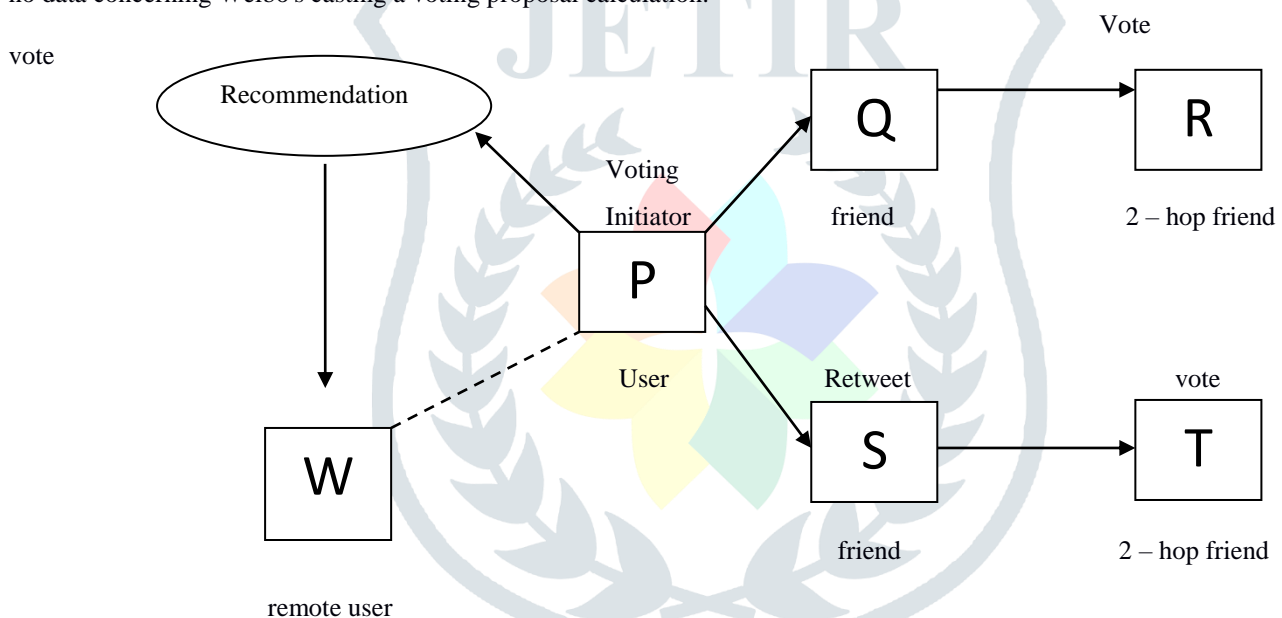 no data concerning Weibo's casting a voting proposal calculation.
JETIR
Vote
vote
Recommendation
Q
R
Voting
Initiator
friend
2 – hop friend
P
User
Retweet
vote
W
S
T
friend
2 – hop friend
remote user